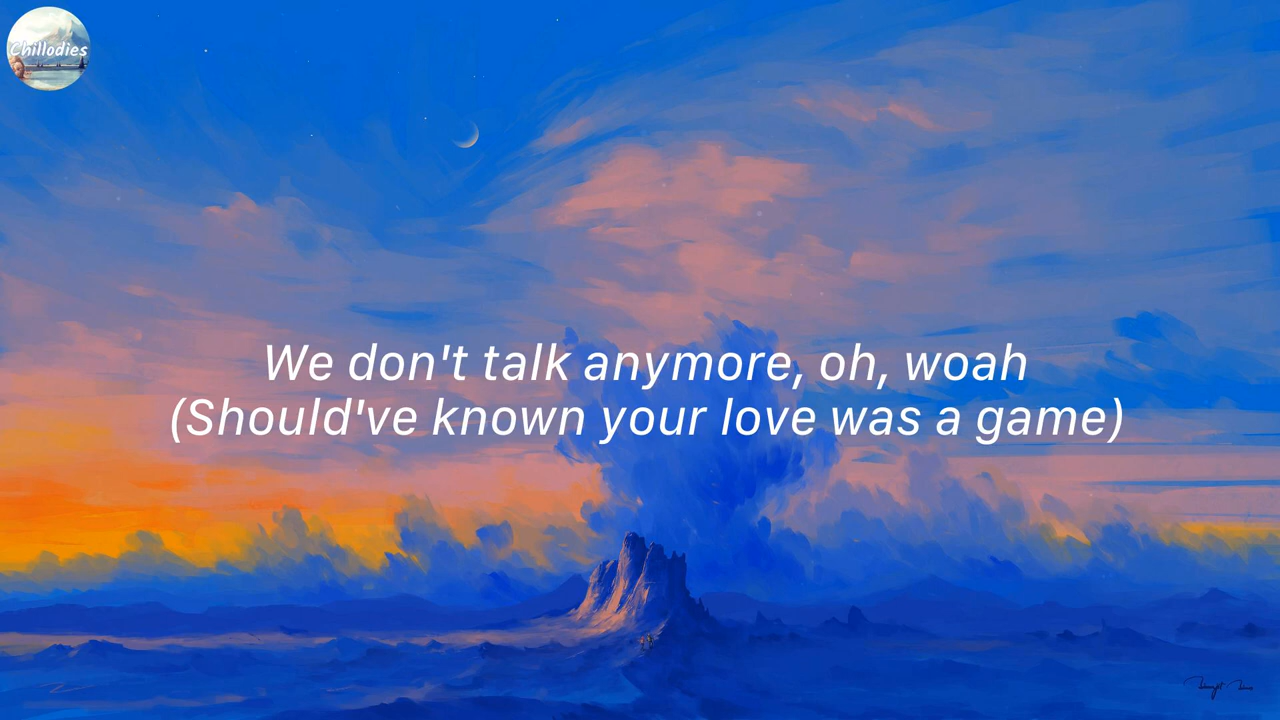 Chillodies
We don't talk anymore, oh, woah
(Should've known your love was a game)